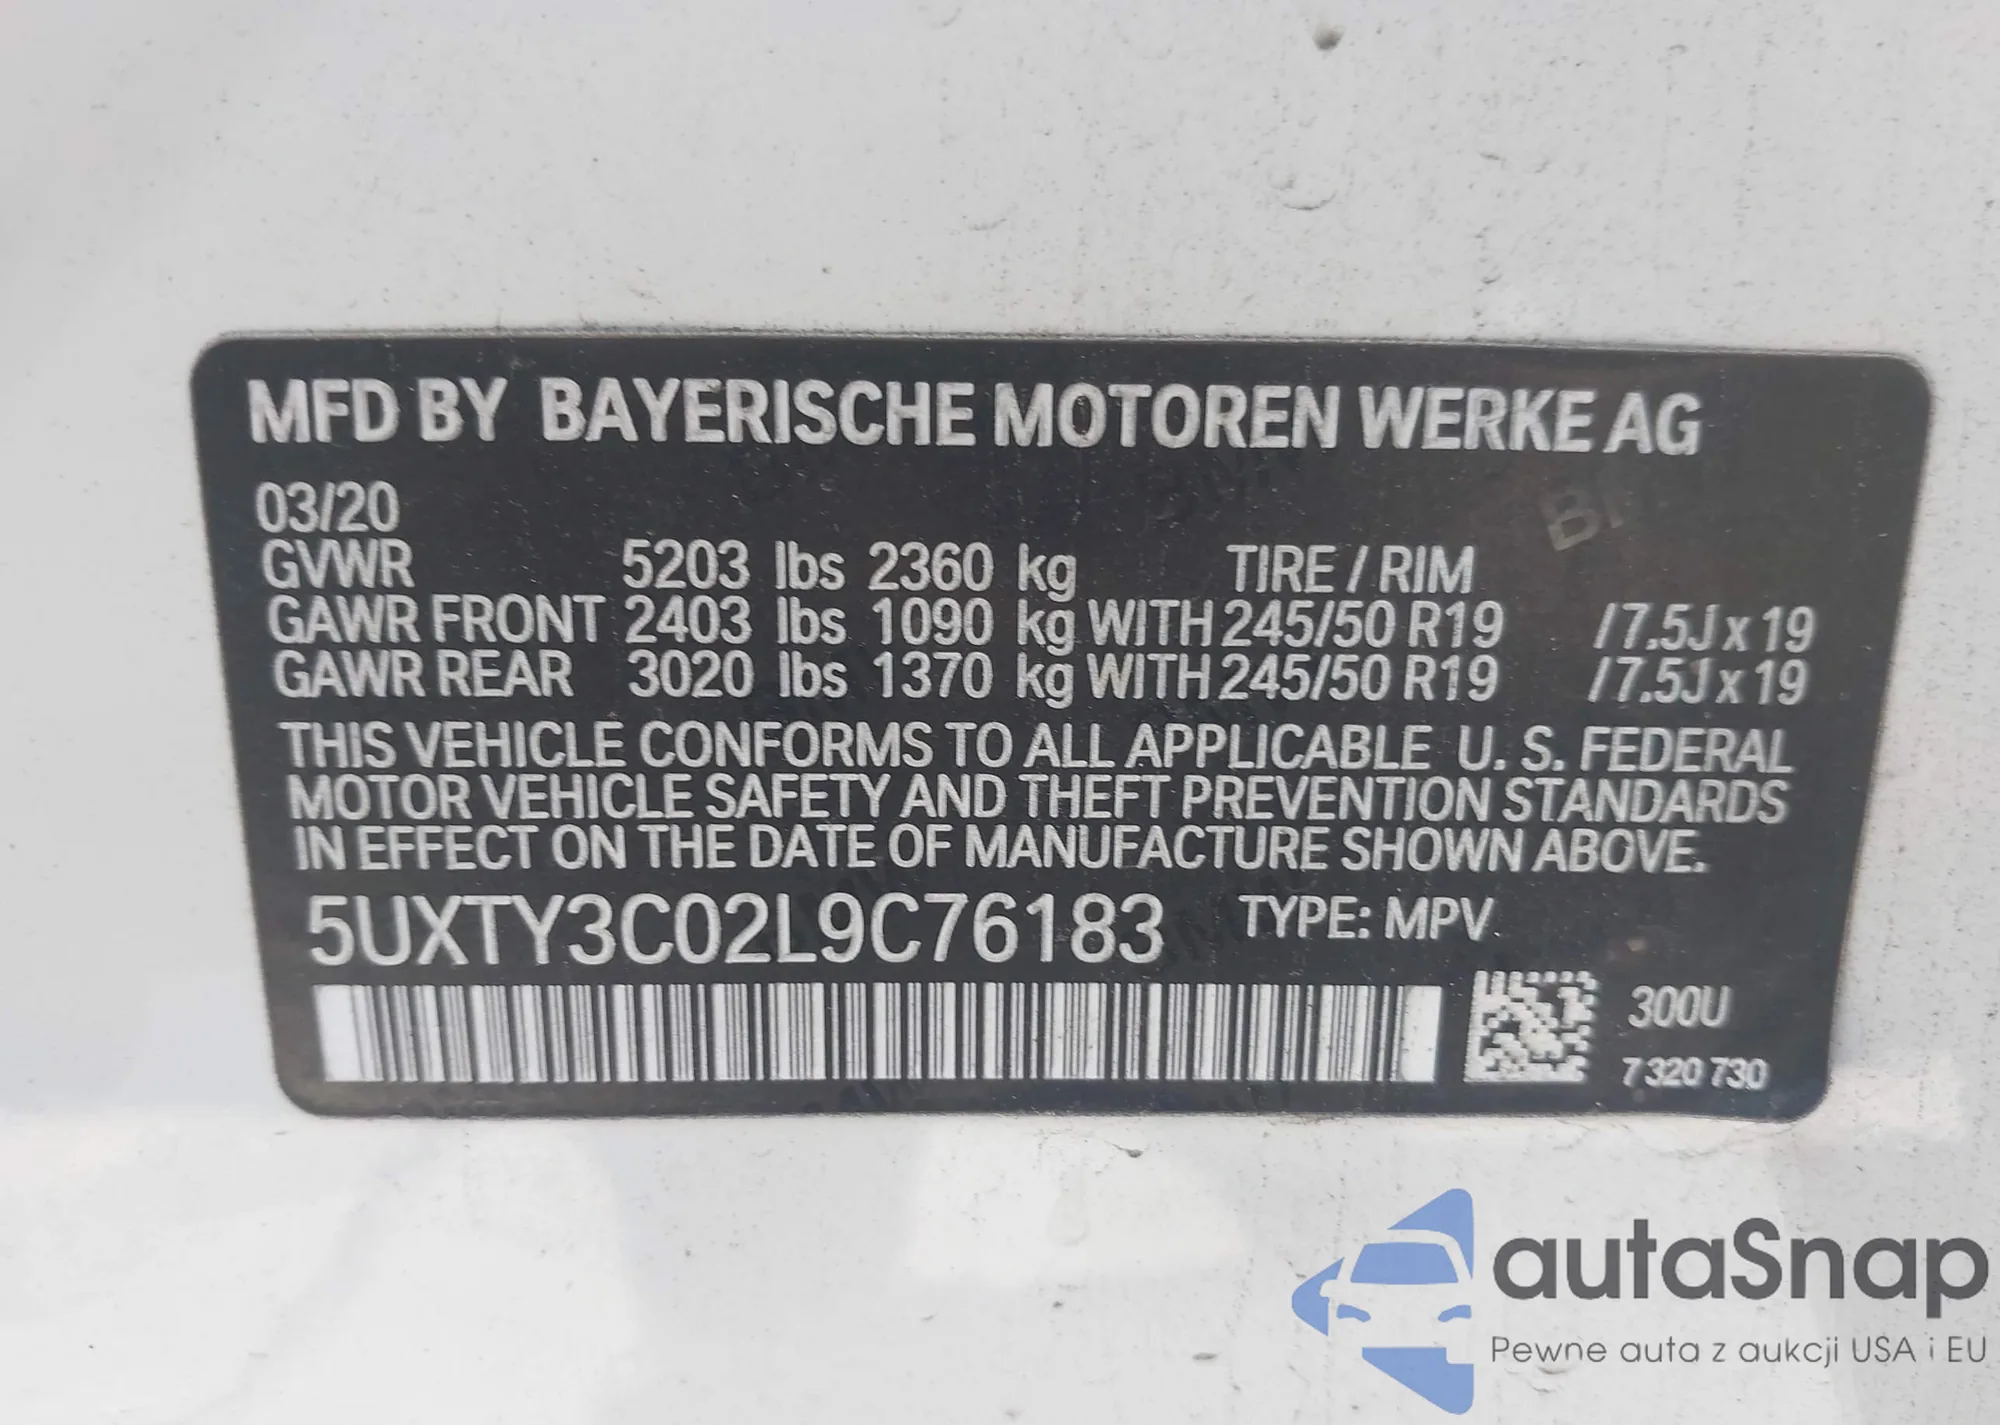 MFD BY BAYERISCHE MOTOREN WERKE AG
03/20
GVWR 5203 lbs 2360 kg TIRE / RIM
GAWR FRONT 2403 lbs 1090 kg WITH 245/50 R19 /7.5J x 19
GAWR REAR 3020 lbs 1370 kg WITH 245/50 R19 /7.5J x 19
THIS VEHICLE CONFORMS TO ALL APPLICABLE U. S. FEDERAL
MOTOR VEHICLE SAFETY AND THEFT PREVENTION STANDARDS
IN EFFECT ON THE DATE OF MANUFACTURE SHOWN ABOVE.
5UXTY3C02L9C76183 TYPE: MPV
300U
7 320 730
autaSnap
Pewne auta z aukcji USA i EU